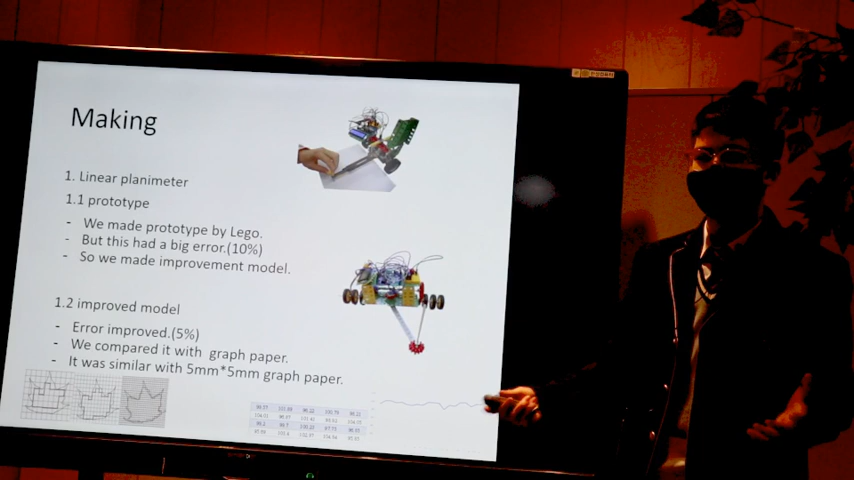 Making
1. Linear planimeter
1.1 prototype
- We made prototype by Lego.
- But this had a big error.(10%)
- So we made improvement model.
1.2 improved model
- Error improved.(5%)
- We compared it with graph paper.
- It was similar with 5mm*5mm graph paper.